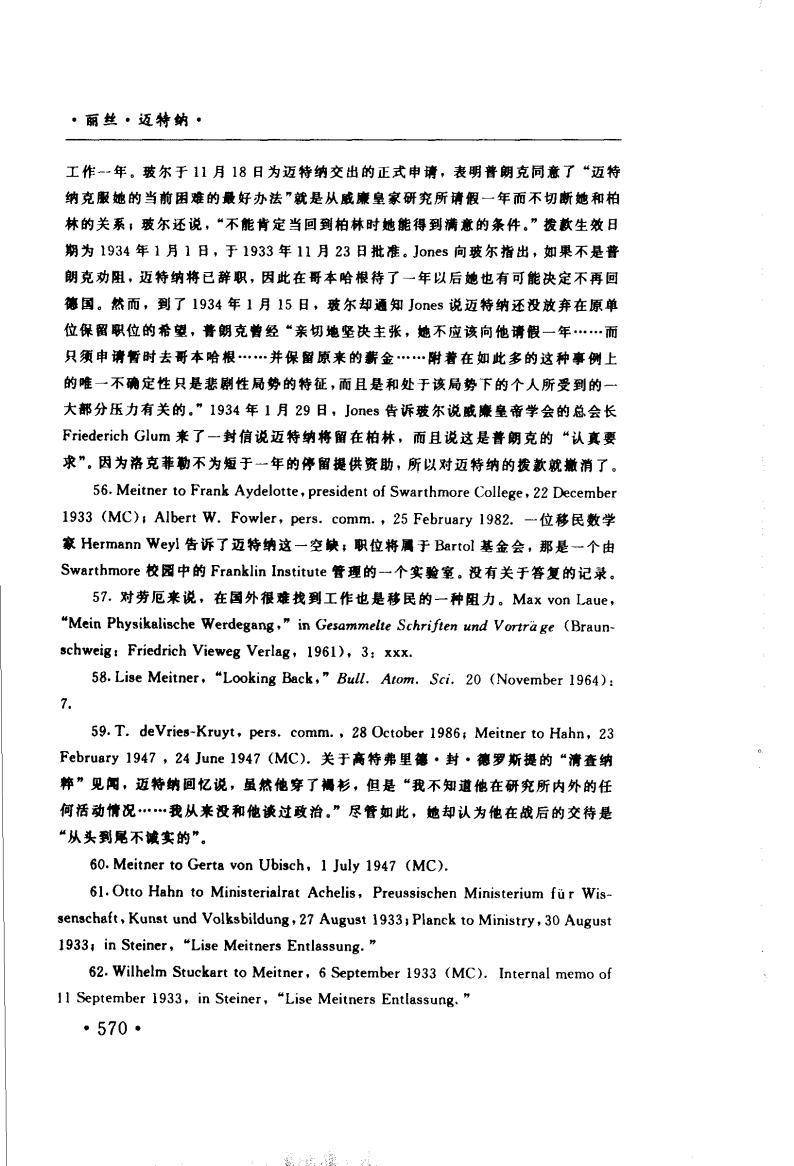 ·丽丝·迈特纳·
工作一年。玻尔于11月18日为迈特纳交出的正式申请，表明普朗克同意了“迈特
纳克服她的当前困难的最好办法”就是从威廉皇家研究所请假一年而不切断她和柏
林的关系；玻尔还说，“不能肯定当回到柏林时她能得到满意的条件。”拨款生效日
期为1934年1月1日，于1933年11月23日批准。Jones向玻尔指出，如果不是普
朗克劝阻，迈特纳将已辞职，因此在哥本哈根待了一年以后她也有可能决定不再回
德国。然而，到了1934年1月15日，玻尔却通知Jones说迈特纳还没放弃在原单
位保留职位的希望，普朗克曾经“亲切地坚决主张，她不应该向他请假一年……而
只须申请暂时去哥本哈根……并保留原来的薪金……附着在如此多的这种事例上
的唯一不确定性只是悲剧性局势的特征，而且是和处于该局势下的个人所受到的一
大部分压力有关的。”1934年1月29日，Jones告诉玻尔说威廉皇帝学会的总会长
Friederich Glum来了一封信说迈特纳将留在柏林，而且说这是普朗克的“认真要
求”。因为洛克菲勒不为短于一年的停留提供资助，所以对迈特纳的拨款就撤消了。
56. Meitner to Frank Aydelotte, president of Swarthmore College, 22 December
1933 (MC); Albert W. Fowler, pers. comm., 25 February 1982. 一位移民数学
家Hermann Weyl告诉了迈特纳这一空缺；职位将属于Bartol基金会，那是一个由
Swarthmore校园中的Franklin Institute管理的一个实验室。没有关于答复的记录。
57. 对劳厄来说，在国外很难找到工作也是移民的一种阻力。Max von Laue,
“Mein Physikalische Werdegang,” in Gesammelte Schriften und Vorträge (Braun-
schweig: Friedrich Vieweg Verlag, 1961), 3: xxx.
58. Lise Meitner, “Looking Back,” Bull. Atom. Sci. 20 (November 1964):
7.
59. T. deVries-Kruyt, pers. comm., 28 October 1986; Meitner to Hahn, 23
February 1947, 24 June 1947 (MC). 关于高特弗里德·封·德罗斯提的“清查纳
粹”见闻，迈特纳回忆说，虽然他穿了褐衫，但是“我不知道他在研究所内外的任
何活动情况……我从来没和他谈过政治。”尽管如此，她却认为他在战后的交待是
“从头到尾不诚实的”。
60. Meitner to Gerta von Ubisch, 1 July 1947 (MC).
61. Otto Hahn to Ministerialrat Achelis, Preussischen Ministerium für Wis-
senschaft, Kunst und Volksbildung, 27 August 1933; Planck to Ministry, 30 August
1933; in Steiner, “Lise Meitners Entlassung.”
62. Wilhelm Stuckart to Meitner, 6 September 1933 (MC). Internal memo of
11 September 1933, in Steiner, “Lise Meitners Entlassung.”
·570·